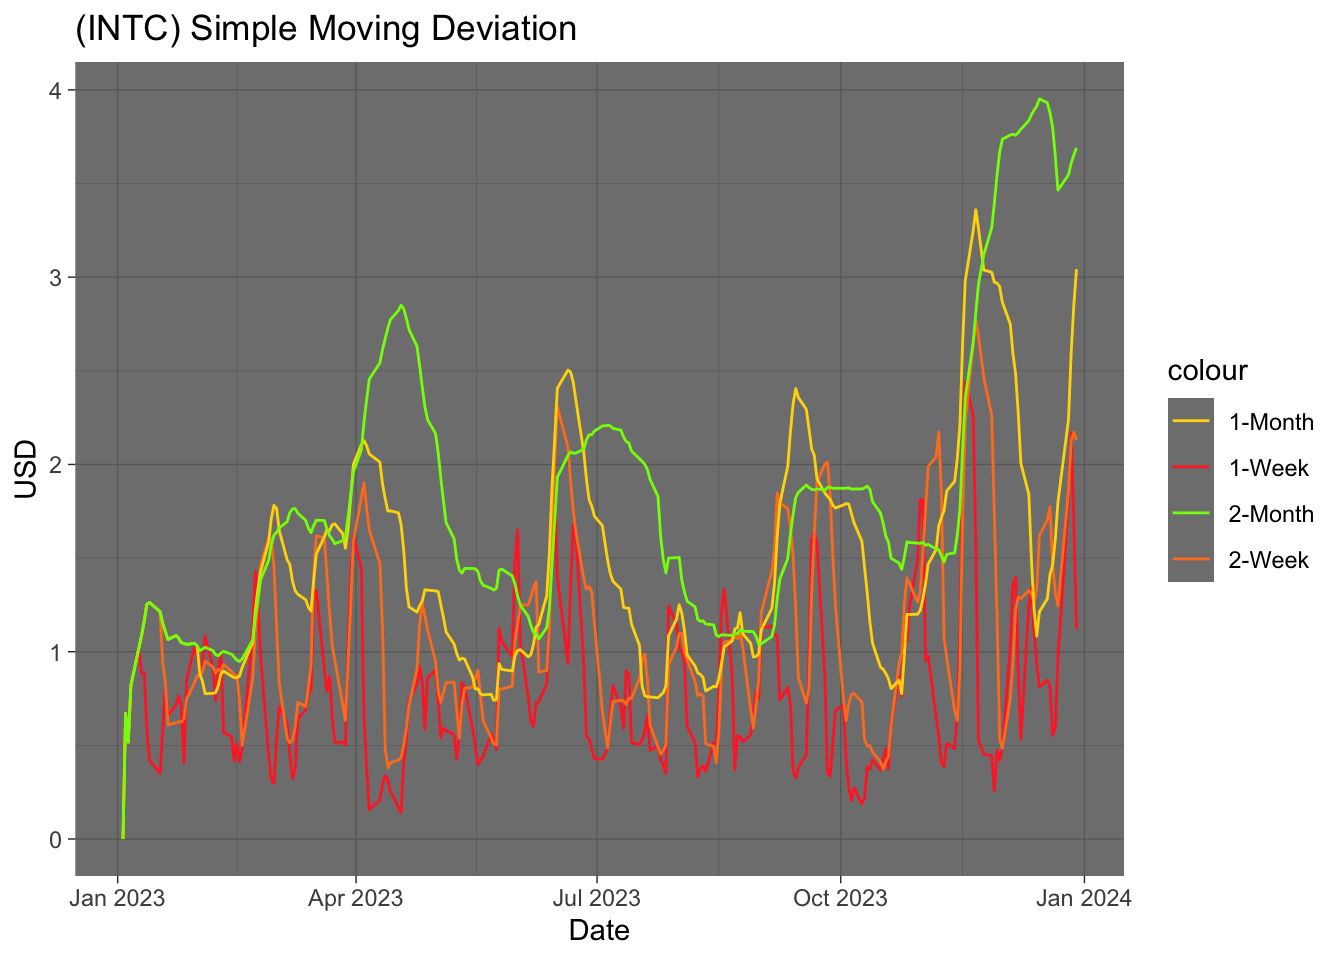 (INTC) Simple Moving Deviation
4
3
2
1
0
USD
Jan 2023
Apr 2023
Jul 2023
Oct 2023
Jan 2024
Date
colour
1-Month
1-Week
2-Month
2-Week